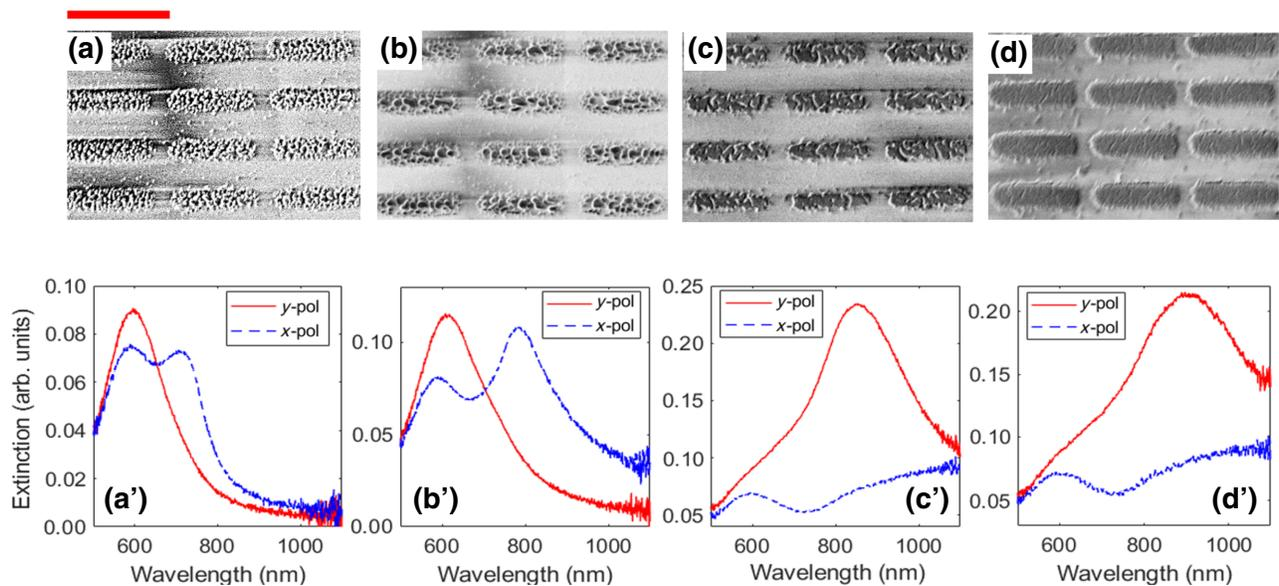 (a) (b) (c) (d)
0.10 0.08 0.06 0.04 0.02 0.00
Extinction (arb. units)
y-pol
x-pol
(a’)
600 800 1000
Wavelength (nm)
0.10 0.05 0.00
y-pol
x-pol
(b’)
600 800 1000
Wavelength (nm)
0.25 0.20 0.15 0.10 0.05
y-pol
x-pol
(c’)
600 800 1000
Wavelength (nm)
0.20 0.15 0.10 0.05
y-pol
x-pol
(d’)
600 800 1000
Wavelength (nm)